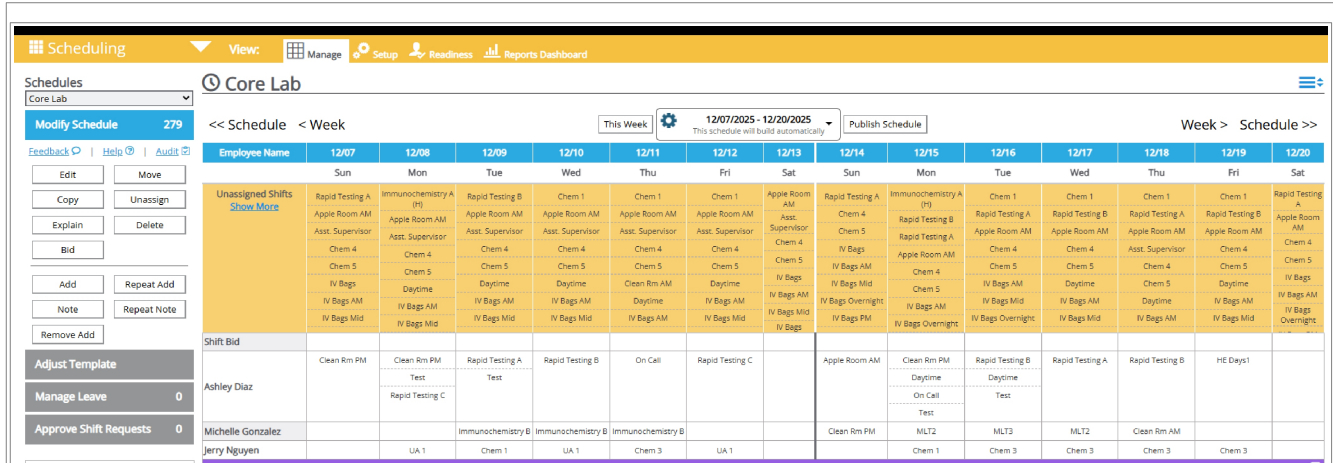 Scheduling View: Manage Setup Readiness Reports Dashboard
Schedules
Core Lab
Core Lab
Modify Schedule 279
<< Schedule < Week This Week 12/07/2025 - 12/20/2025 Publish Schedule Week > Schedule >>
This schedule will build automatically
Feedback | Help | Audit
Edit Move
Copy Unassign
Explain Delete
Bid
Add Repeat Add
Note Repeat Note
Remove Add
Adjust Template
Manage Leave 0
Approve Shift Requests 0
Employee Name 12/07 12/08 12/09 12/10 12/11 12/12 12/13 12/14 12/15 12/16 12/17 12/18 12/19 12/20
Sun Mon Tue Wed Thu Fri Sat Sun Mon Tue Wed Thu Fri Sat
Unassigned Shifts
Show More
Rapid Testing A
Apple Room AM
Asst. Supervisor
Chem 4
Chem 5
IV Bags
IV Bags AM
IV Bags Mid
Immunochemistry A
(H)
Apple Room AM
Asst. Supervisor
Chem 4
Chem 5
Daytime
IV Bags AM
IV Bags Mid
Rapid Testing B
Apple Room AM
Asst. Supervisor
Chem 4
Chem 5
Daytime
IV Bags AM
IV Bags Mid
Chem 1
Apple Room AM
Asst. Supervisor
Chem 4
Chem 5
Daytime
IV Bags AM
IV Bags Mid
Chem 1
Apple Room AM
Asst. Supervisor
Chem 4
Chem 5
Clean Rm AM
Daytime
IV Bags AM
Chem 1
Apple Room AM
Asst. Supervisor
Chem 4
Chem 5
Daytime
IV Bags AM
IV Bags Mid
Apple Room
AM
Asst.
Supervisor
Chem 4
Chem 5
IV Bags
IV Bags AM
IV Bags Mid
IV Bags
Rapid Testing A
Chem 4
Chem 5
IV Bags
IV Bags AM
IV Bags Mid
IV Bags Overnight
IV Bags PM
Immunochemistry A
(H)
Rapid Testing B
Rapid Testing A
Apple Room AM
Chem 4
Chem 5
IV Bags AM
IV Bags Overnight
Chem 1
Rapid Testing A
Apple Room AM
Chem 4
Chem 5
IV Bags AM
IV Bags Mid
IV Bags Overnight
Chem 1
Rapid Testing B
Apple Room AM
Chem 4
Chem 5
Daytime
IV Bags AM
IV Bags Mid
Chem 1
Rapid Testing A
Apple Room AM
Asst. Supervisor
Chem 4
Chem 5
Daytime
IV Bags Mid
Chem 1
Rapid Testing B
Apple Room AM
Chem 4
Chem 5
Daytime
IV Bags AM
IV Bags Mid
Rapid Testing
A
Apple Room
AM
Chem 4
Chem 5
IV Bags
IV Bags AM
IV Bags
Overnight
Shift Bid
Ashley Diaz
Clean Rm PM
Clean Rm PM
Test
Rapid Testing C
Rapid Testing A
Test
Rapid Testing B
On Call
Rapid Testing C
Apple Room AM
Clean Rm PM
Daytime
On Call
Test
Rapid Testing B
Daytime
Test
Rapid Testing A
Rapid Testing B
HE Days1
Michelle Gonzalez Immunochemistry B Immunochemistry B Immunochemistry B Clean Rm PM MLT2 MLT3 MLT2 Clean Rm AM
Jerry Nguyen UA 1 Chem 1 UA 1 Chem 3 UA 1 Chem 1 Chem 3 Chem 3 Chem 3 Chem 3